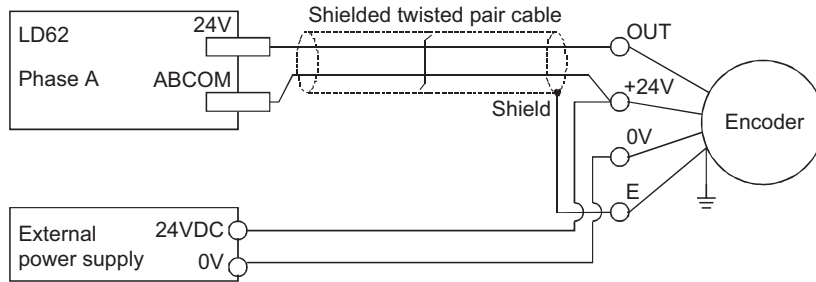 Shielded twisted pair cable
LD62
24V
OUT
Phase A
ABCOM
+24V
Shield
Encoder
0V
E
External
power supply
24VDC
0V